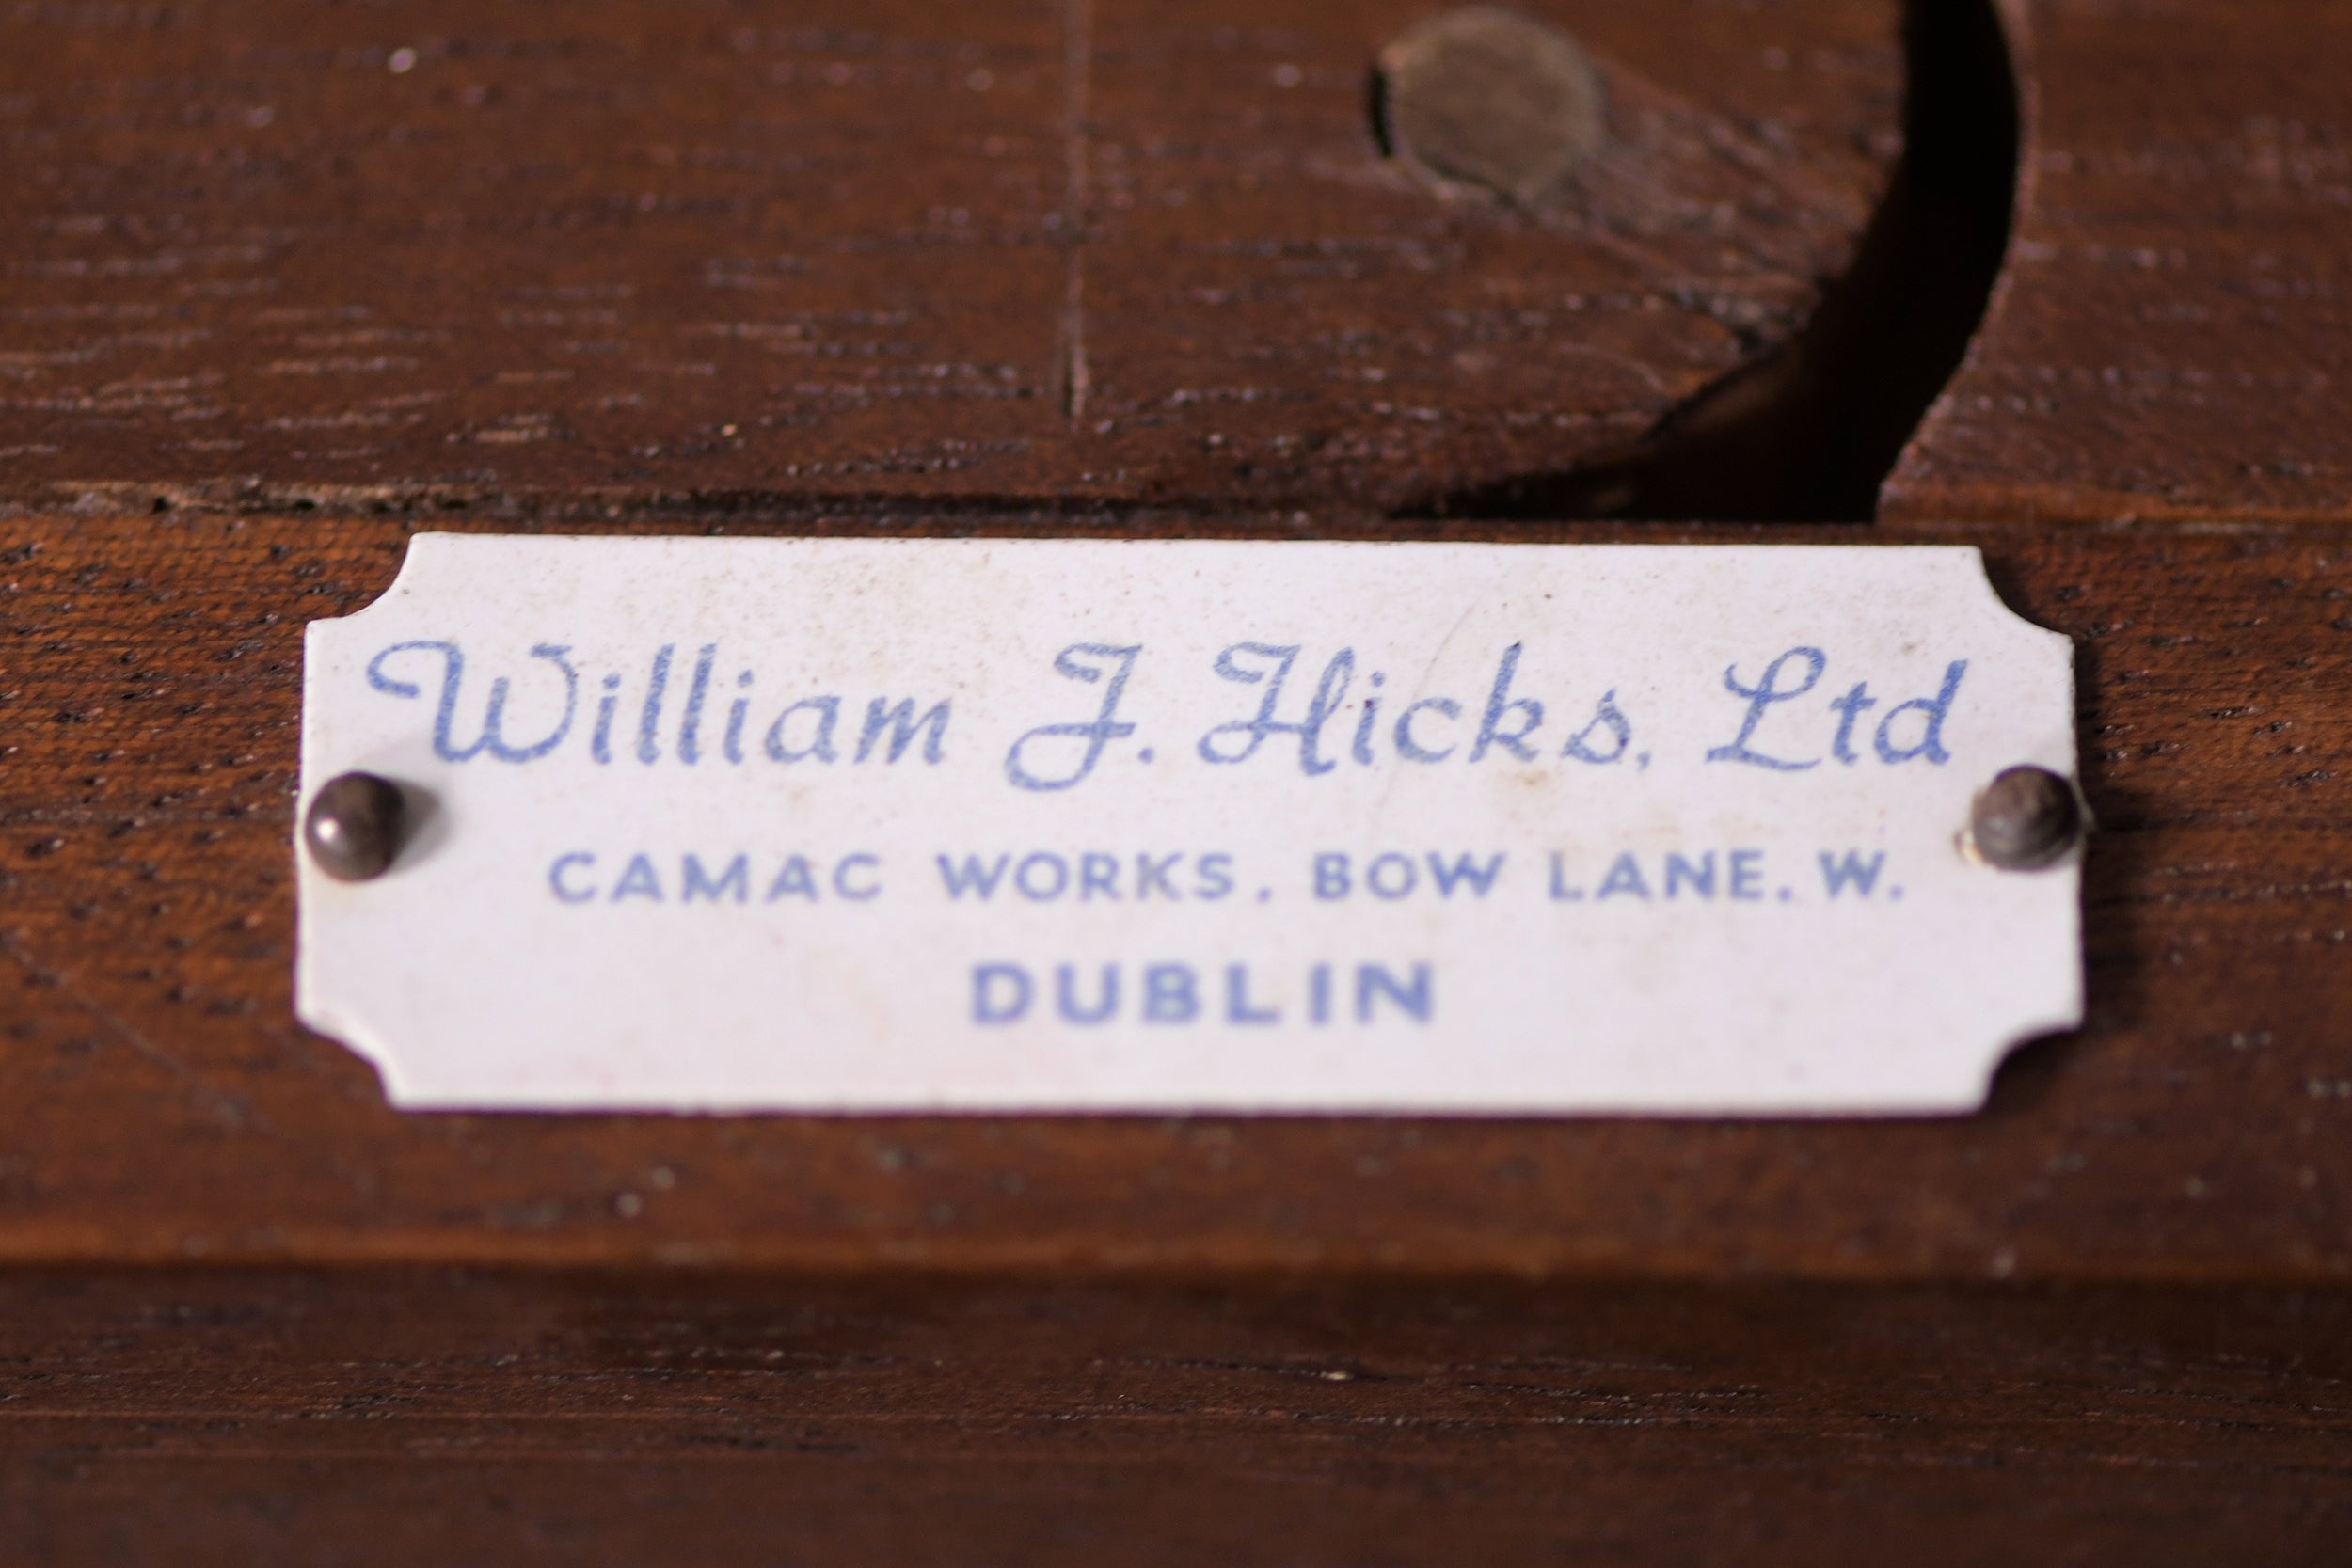 William J. Hicks, Ltd
CAMAC WORKS, BOW LANE, W.
DUBLIN